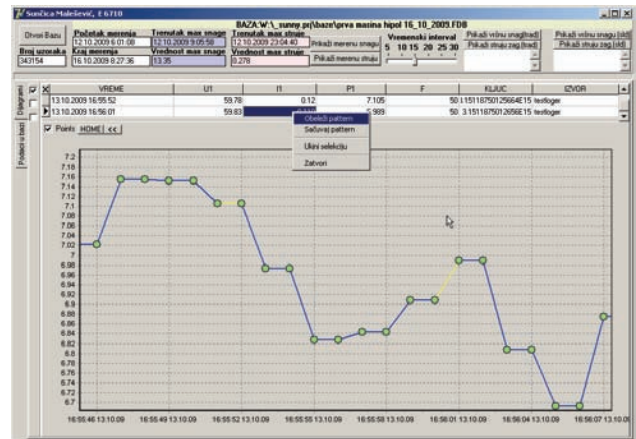 Sunčica Malešević, E 6710
BAZA:W:\_sunny.prj\baze\prva masina hipol 16_10_2009.FDB
Otvori Bazu
Početak merenja Trenutak max snage Trenutak max struje
12.10.2009 6:01:08 12.10.2009 9:05:58 12.10.2009 23:04:40
Broj uzoraka Kraj merenja Vrednost max snage Vrednost max struje
343154 16.10.2009 8:27:36 13.35 0.278
Prikaži merenu snagu
Prikaži merenu struju
Vremenski interval
5 10 15 20 25 30
Prikaži vršnu snagu(trad)
Prikaži struju zag.(trad)
Prikaži vršnu snagu (sld)
Prikaži struju zag.(sld)
Dijagrami
Podaci u bazi
X
VREME U1 I1 P1 F KLJUC IZVOR
13.10.2009 16:55:52 59.78 0.12 7.105 50 testloger
13.10.2009 16:56:01 59.83 50 testloger
Obeleži pattern
Sačuvaj pattern
Ukini selekciju
Zatvori
Points HOME| <<|
7.2
7.18
7.16
7.14
7.12
7.1
7.08
7.06
7.04
7.02
7
6.98
6.96
6.94
6.92
6.9
6.88
6.86
6.84
6.82
6.8
6.78
6.76
6.74
6.72
6.7
16:55:46 13.10.09 16:55:49 13.10.09 16:55:52 13.10.09 16:55:55 13.10.09 16:55:58 13.10.09 16:56:01 13.10.09 16:56:04 13.10.09 16:56:07 13.10.0